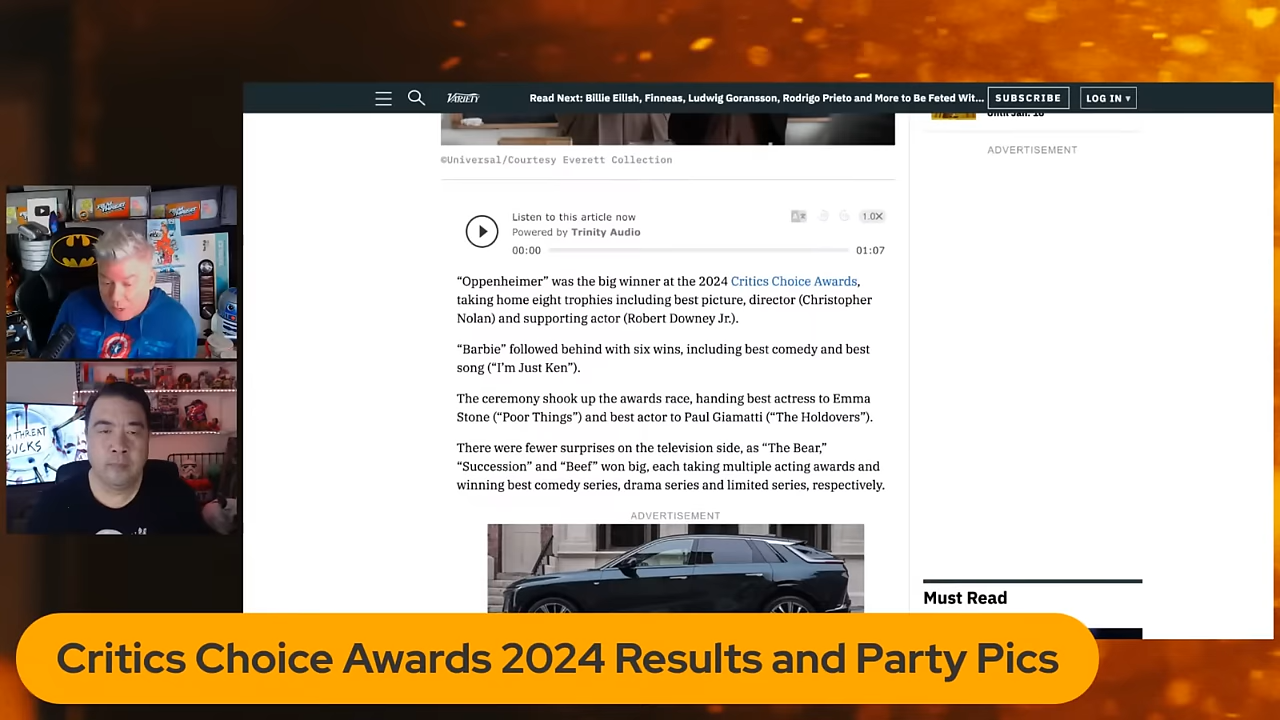 VARIETY
Read Next: Billie Eilish, Finneas, Ludwig Goransson, Rodrigo Prieto and More to Be Feted Wit...
SUBSCRIBE
LOG IN ▾
Until Jan. 16
ADVERTISEMENT
©Universal/Courtesy Everett Collection
Listen to this article now
Powered by Trinity Audio
1.0X
00:00
01:07
“Oppenheimer” was the big winner at the 2024 Critics Choice Awards,
taking home eight trophies including best picture, director (Christopher
Nolan) and supporting actor (Robert Downey Jr.).
“Barbie” followed behind with six wins, including best comedy and best
song (“I’m Just Ken”).
The ceremony shook up the awards race, handing best actress to Emma
Stone (“Poor Things”) and best actor to Paul Giamatti (“The Holdovers”).
There were fewer surprises on the television side, as “The Bear,”
“Succession” and “Beef” won big, each taking multiple acting awards and
winning best comedy series, drama series and limited series, respectively.
ADVERTISEMENT
Must Read
THREAT
SUCKS
Critics Choice Awards 2024 Results and Party Pics